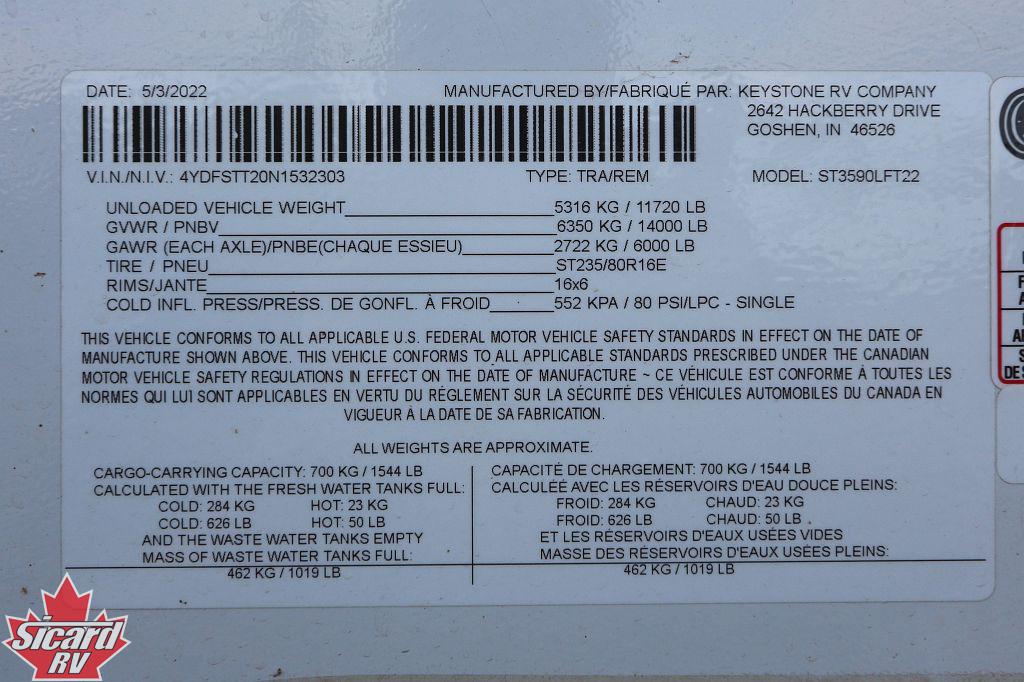 DATE: 5/3/2022
MANUFACTURED BY/FABRIQUÉ PAR: KEYSTONE RV COMPANY
2642 HACKBERRY DRIVE
GOSHEN, IN 46526
V.I.N./N.I.V.: 4YDFSTT20N1532303 TYPE: TRA/REM MODEL: ST3590LFT22
UNLOADED VEHICLE WEIGHT 5316 KG / 11720 LB
GVWR / PNBV 6350 KG / 14000 LB
GAWR (EACH AXLE)/PNBE(CHAQUE ESSIEU) 2722 KG / 6000 LB
TIRE / PNEU ST235/80R16E
RIMS/JANTE 16x6
COLD INFL. PRESS/PRESS. DE GONFL. À FROID 552 KPA / 80 PSI/LPC - SINGLE
THIS VEHICLE CONFORMS TO ALL APPLICABLE U.S. FEDERAL MOTOR VEHICLE SAFETY STANDARDS IN EFFECT ON THE DATE OF
MANUFACTURE SHOWN ABOVE. THIS VEHICLE CONFORMS TO ALL APPLICABLE STANDARDS PRESCRIBED UNDER THE CANADIAN
MOTOR VEHICLE SAFETY REGULATIONS IN EFFECT ON THE DATE OF MANUFACTURE ~ CE VÉHICULE EST CONFORME À TOUTES LES
NORMES QUI LUI SONT APPLICABLES EN VERTU DU RÉGLEMENT SUR LA SÉCURITÉ DES VÉHICULES AUTOMOBILES DU CANADA EN
VIGUEUR À LA DATE DE SA FABRICATION.
ALL WEIGHTS ARE APPROXIMATE.
CARGO-CARRYING CAPACITY: 700 KG / 1544 LB
CALCULATED WITH THE FRESH WATER TANKS FULL:
COLD: 284 KG HOT: 23 KG
COLD: 626 LB HOT: 50 LB
AND THE WASTE WATER TANKS EMPTY
MASS OF WASTE WATER TANKS FULL:
462 KG / 1019 LB
CAPACITÉ DE CHARGEMENT: 700 KG / 1544 LB
CALCULÉE AVEC LES RÉSERVOIRS D'EAU DOUCE PLEINS:
FROID: 284 KG CHAUD: 23 KG
FROID: 626 LB CHAUD: 50 LB
ET LES RÉSERVOIRS D'EAUX USÉES VIDES
MASSE DES RÉSERVOIRS D'EAUX USÉES PLEINS:
462 KG / 1019 LB
Sicard
RV